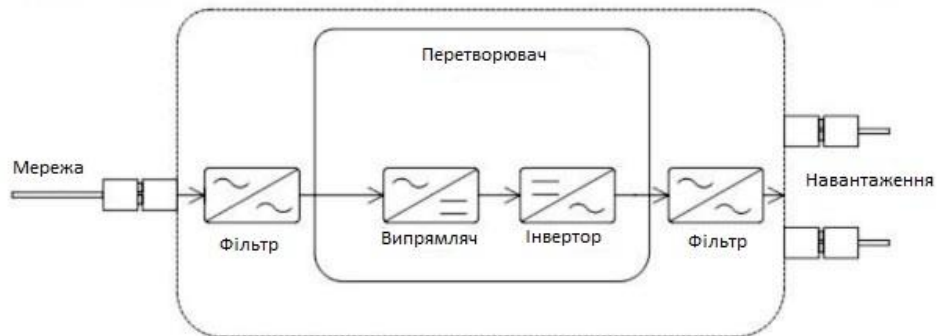 Перетворювач
Мережа
Навантаження
Фільтр
Випрямляч
Інвертор
Фільтр